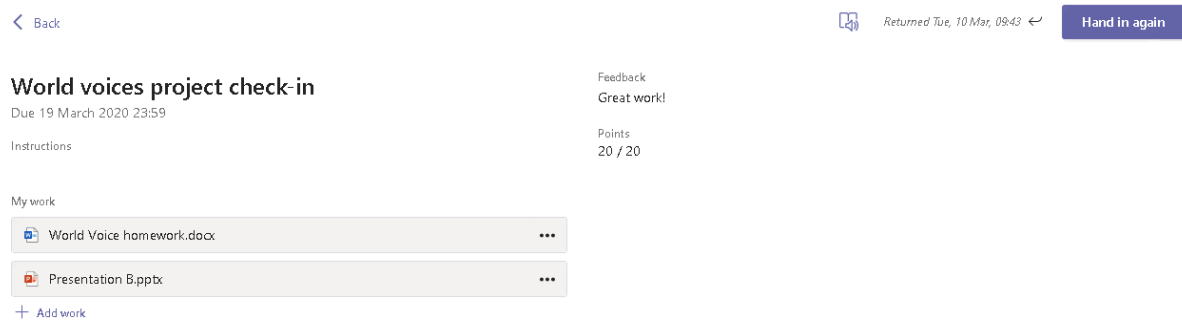 Back
Returned Tue, 10 Mar, 09:43
Hand in again
World voices project check-in
Due 19 March 2020 23:59
Instructions
My work
World Voice homework.docx
Presentation B.pptx
Add work
Feedback
Great work!
Points
20 / 20